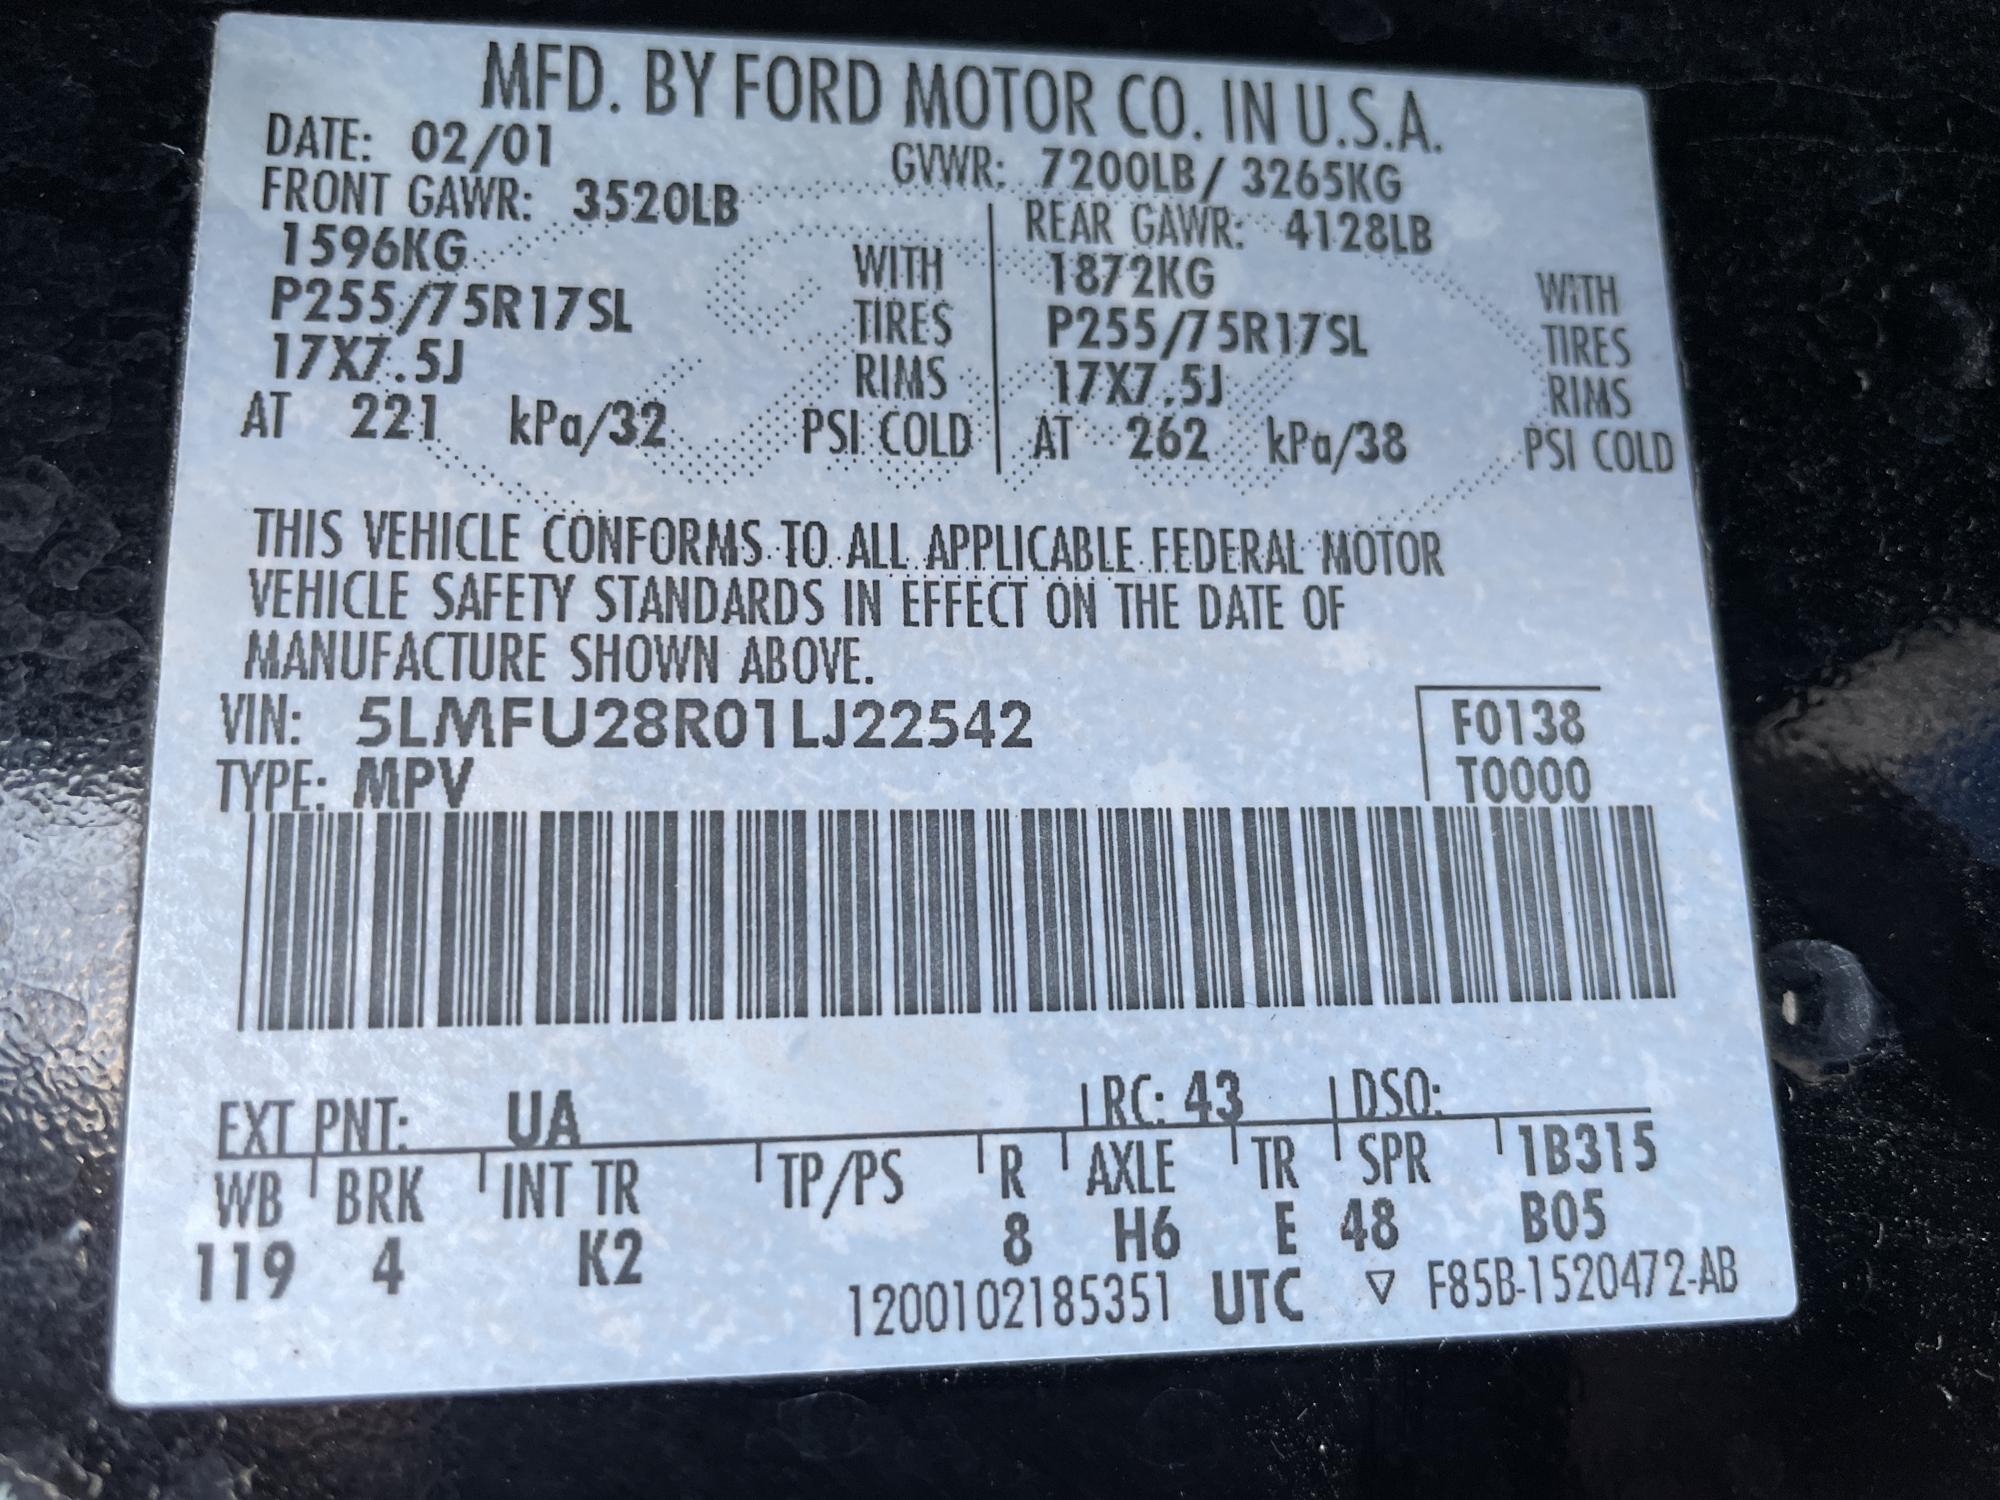 MFD. BY FORD MOTOR CO. IN U.S.A.
DATE: 02/01 GVWR: 7200LB/ 3265KG
FRONT GAWR: 3520LB REAR GAWR: 4128LB
1596KG WITH 1872KG WITH
P255/75R17SL TIRES P255/75R17SL TIRES
17X7.5J RIMS 17X7.5J RIMS
AT 221 kPa/32 PSI COLD AT 262 kPa/38 PSI COLD
THIS VEHICLE CONFORMS TO ALL APPLICABLE FEDERAL MOTOR
VEHICLE SAFETY STANDARDS IN EFFECT ON THE DATE OF
MANUFACTURE SHOWN ABOVE.
VIN: 5LMFU28R01LJ22542 F0138
TYPE: MPV T0000
EXT PNT: UA RC: 43 DSO:
WB BRK INT TR TP/PS R AXLE TR SPR 1B315
119 4 K2 8 H6 E 48 B05
1200102185351 UTC ▽ F85B-1520472-AB